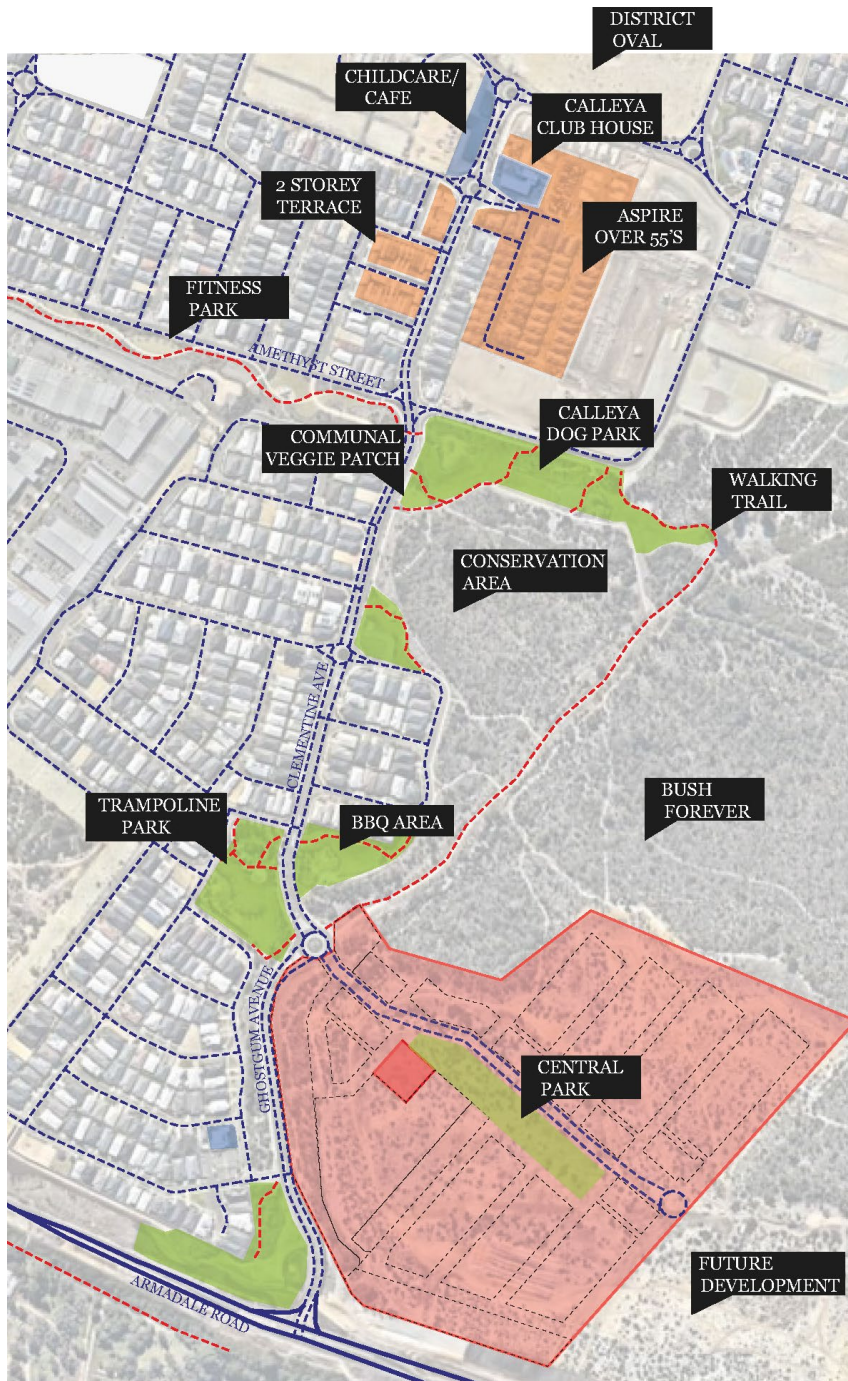 DISTRICT
OVAL
CHILDCARE/
CAFE
CALLEYA
CLUB HOUSE
2 STOREY
TERRACE
ASPIRE
OVER 55'S
FITNESS
PARK
AMETHYST STREET
CALLEYA
DOG PARK
COMMUNAL
VEGGIE PATCH
WALKING
TRAIL
CONSERVATION
AREA
CLEMENTINE AVE
BUSH
FOREVER
TRAMPOLINE
PARK
BBQ AREA
GHOSTGUM AVENUE
CENTRAL
PARK
FUTURE
DEVELOPMENT
ARMADALE ROAD